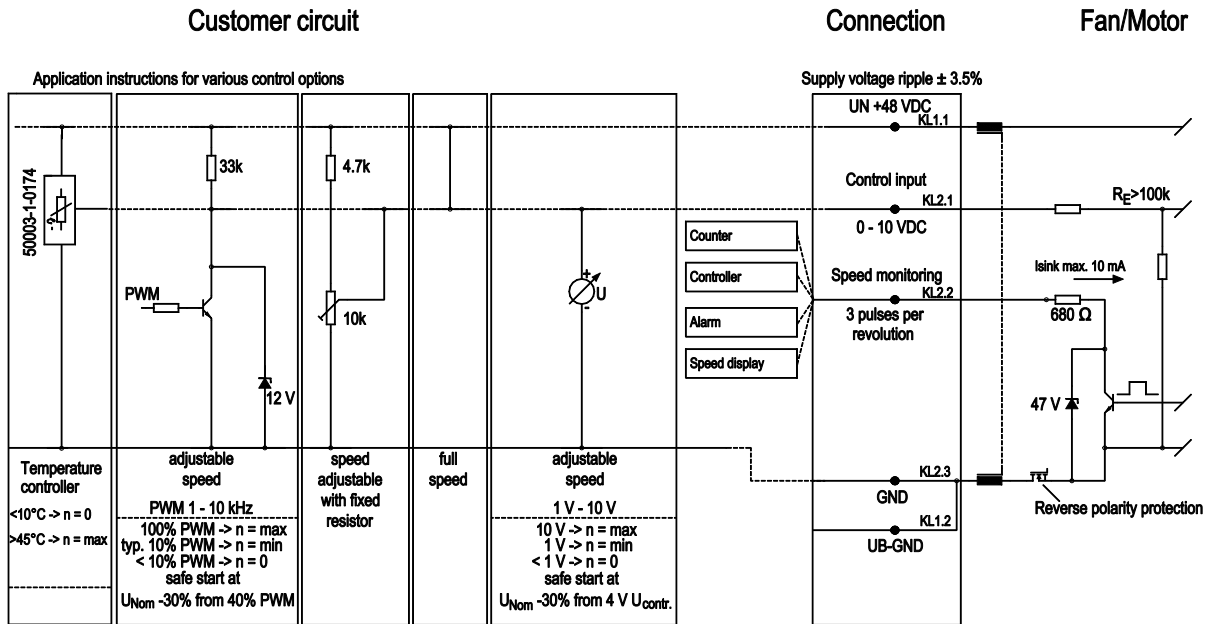 Customer circuit
Connection
Fan/Motor
Application instructions for various control options
Supply voltage ripple ± 3.5%
50003-1-0174
Temperature
controller
<10°C -> n = 0
>45°C -> n = max
33k
PWM
12 V
adjustable
speed
PWM 1 - 10 kHz
100% PWM -> n = max
typ. 10% PWM -> n = min
< 10% PWM -> n = 0
safe start at
UNom -30% from 40% PWM
4.7k
10k
speed
adjustable
with fixed
resistor
full
speed
+
U
-
adjustable
speed
1 V - 10 V
10 V -> n = max
1 V -> n = min
< 1 V -> n = 0
safe start at
UNom -30% from 4 V Ucontr.
Counter
Controller
Alarm
Speed display
UN +48 VDC
KL1.1
Control input
KL2.1
0 - 10 VDC
Speed monitoring
KL2.2
3 pulses per
revolution
KL2.3
GND
KL1.2
UB-GND
RE>100k
Isink max. 10 mA
680 Ω
47 V
Reverse polarity protection